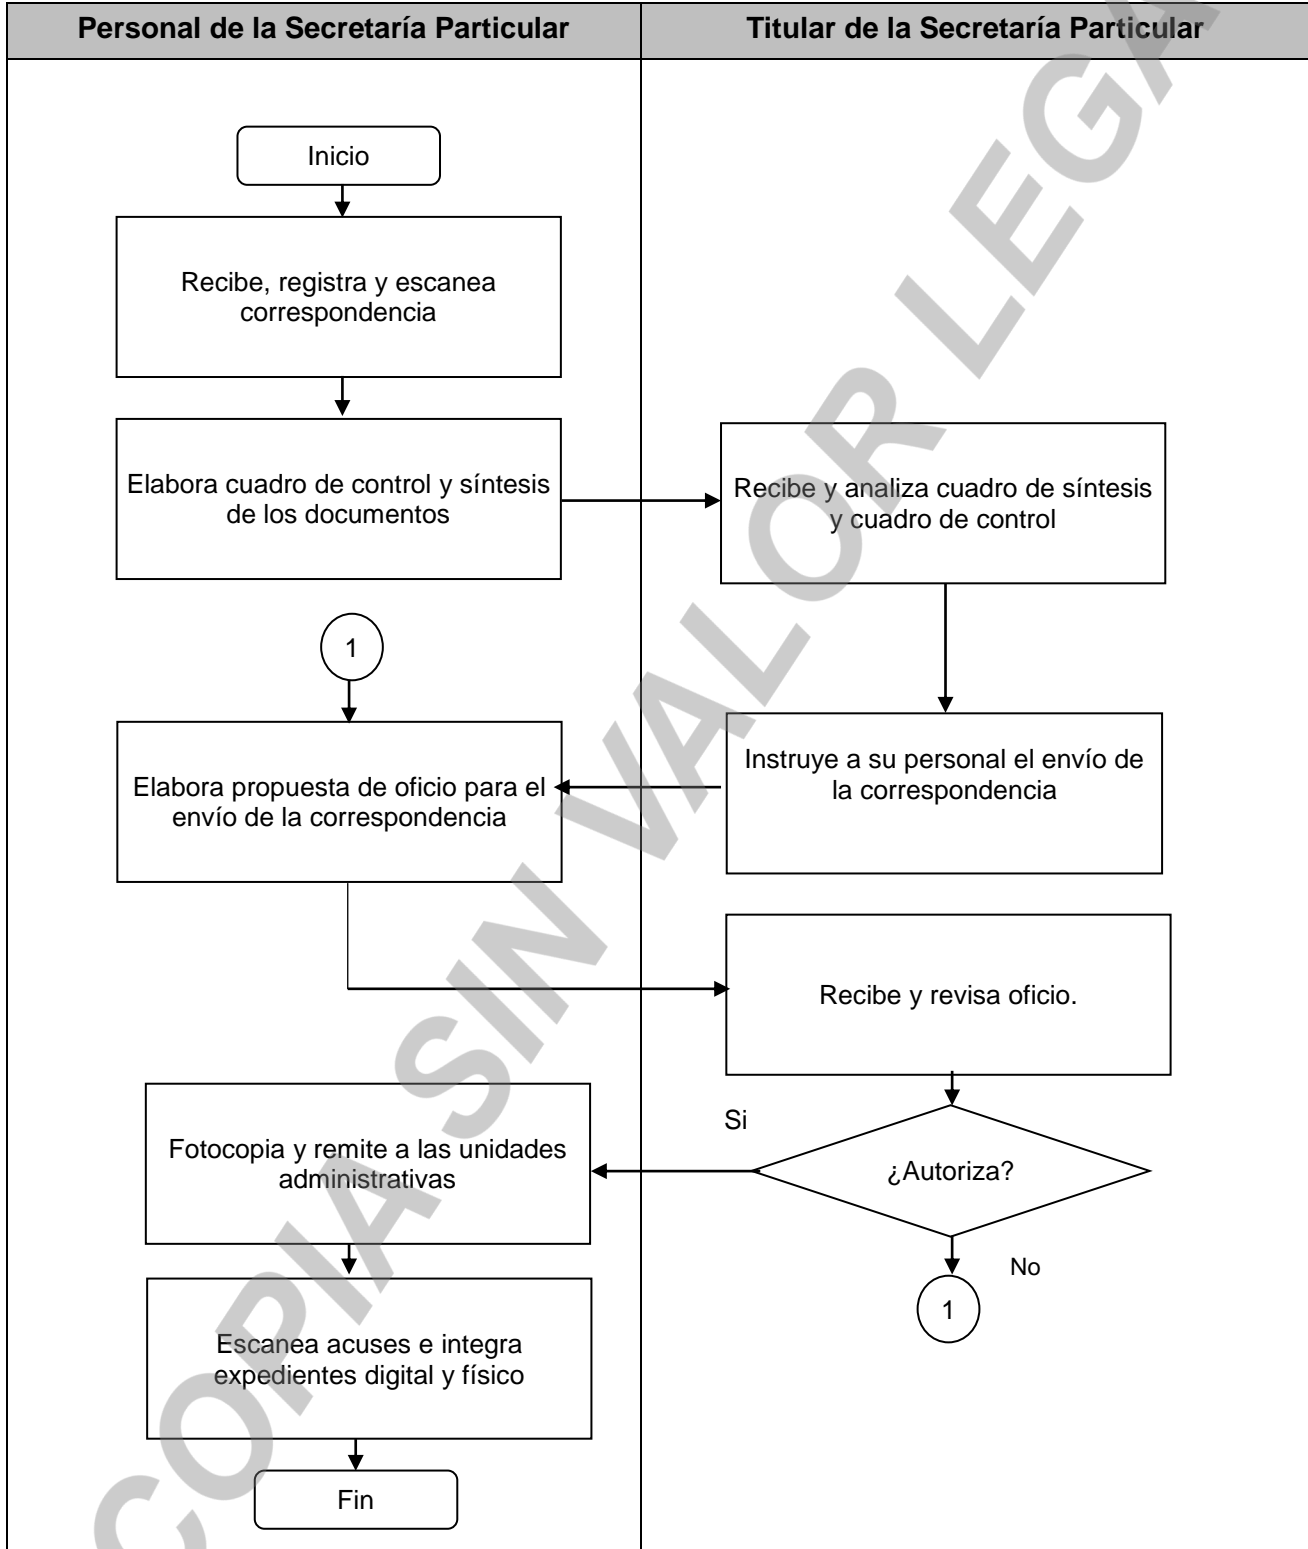 Personal de la Secretaría Particular
Titular de la Secretaría Particular
Inicio
Recibe, registra y escanea
correspondencia
Elabora cuadro de control y síntesis
de los documentos
Recibe y analiza cuadro de síntesis
y cuadro de control
1
Elabora propuesta de oficio para el
envío de la correspondencia
Instruye a su personal el envío de
la correspondencia
Recibe y revisa oficio.
Si
¿Autoriza?
Fotocopia y remite a las unidades
administrativas
No
1
Escanea acuses e integra
expedientes digital y físico
Fin
COPIA SIN VALOR LEGA